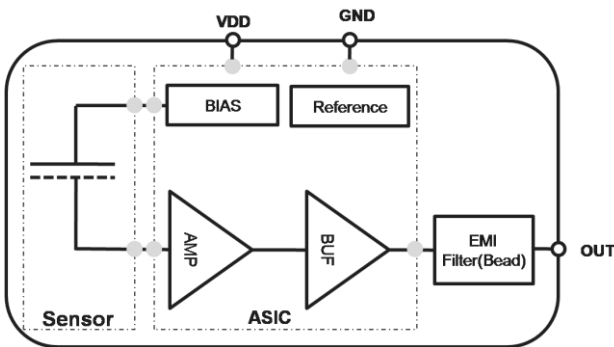 VDD
GND
BIAS
Reference
AMP
BUF
EMI
Filter(Bead)
OUT
Sensor
ASIC